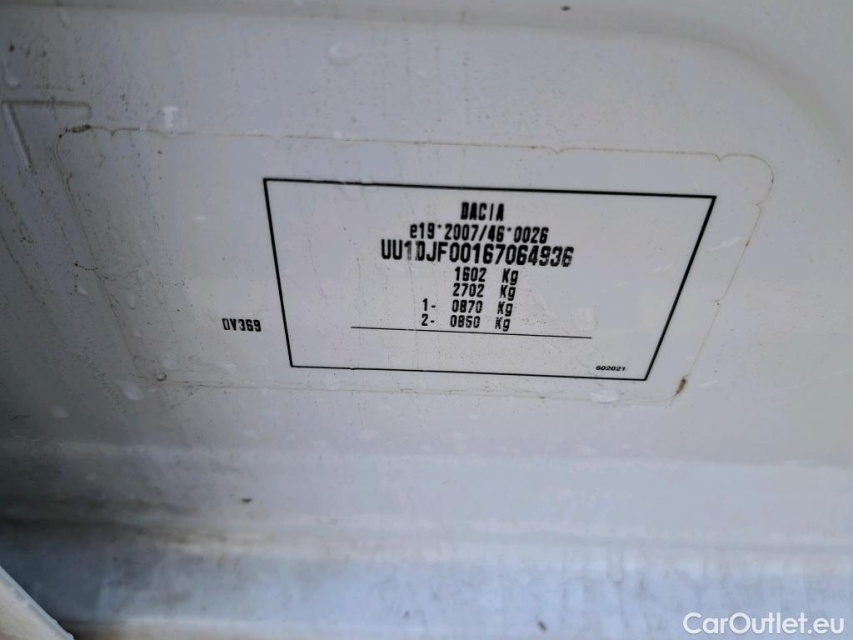 DACIA
e19*2007/46*0026
UU1DJF00167064936
1602 Kg
2702 Kg
1- 0870 Kg
2- 0850 Kg
OV369
602021
CarOutlet.eu